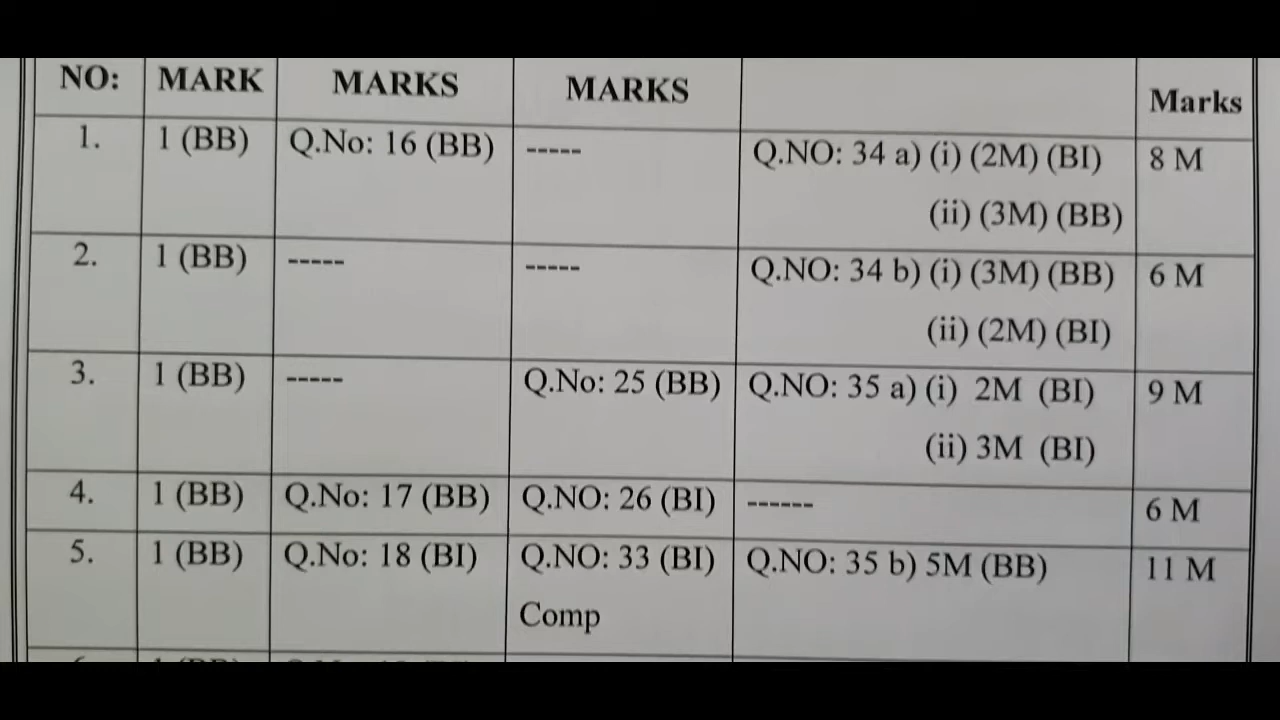 NO: MARK MARKS MARKS Marks
1. 1 (BB) Q.No: 16 (BB) ----- Q.NO: 34 a) (i) (2M) (BI) 8 M
(ii) (3M) (BB)
2. 1 (BB) ----- ----- Q.NO: 34 b) (i) (3M) (BB) 6 M
(ii) (2M) (BI)
3. 1 (BB) ----- Q.No: 25 (BB) Q.NO: 35 a) (i) 2M (BI) 9 M
(ii) 3M (BI)
4. 1 (BB) Q.No: 17 (BB) Q.NO: 26 (BI) ------ 6 M
5. 1 (BB) Q.No: 18 (BI) Q.NO: 33 (BI) Q.NO: 35 b) 5M (BB) 11 M
Comp